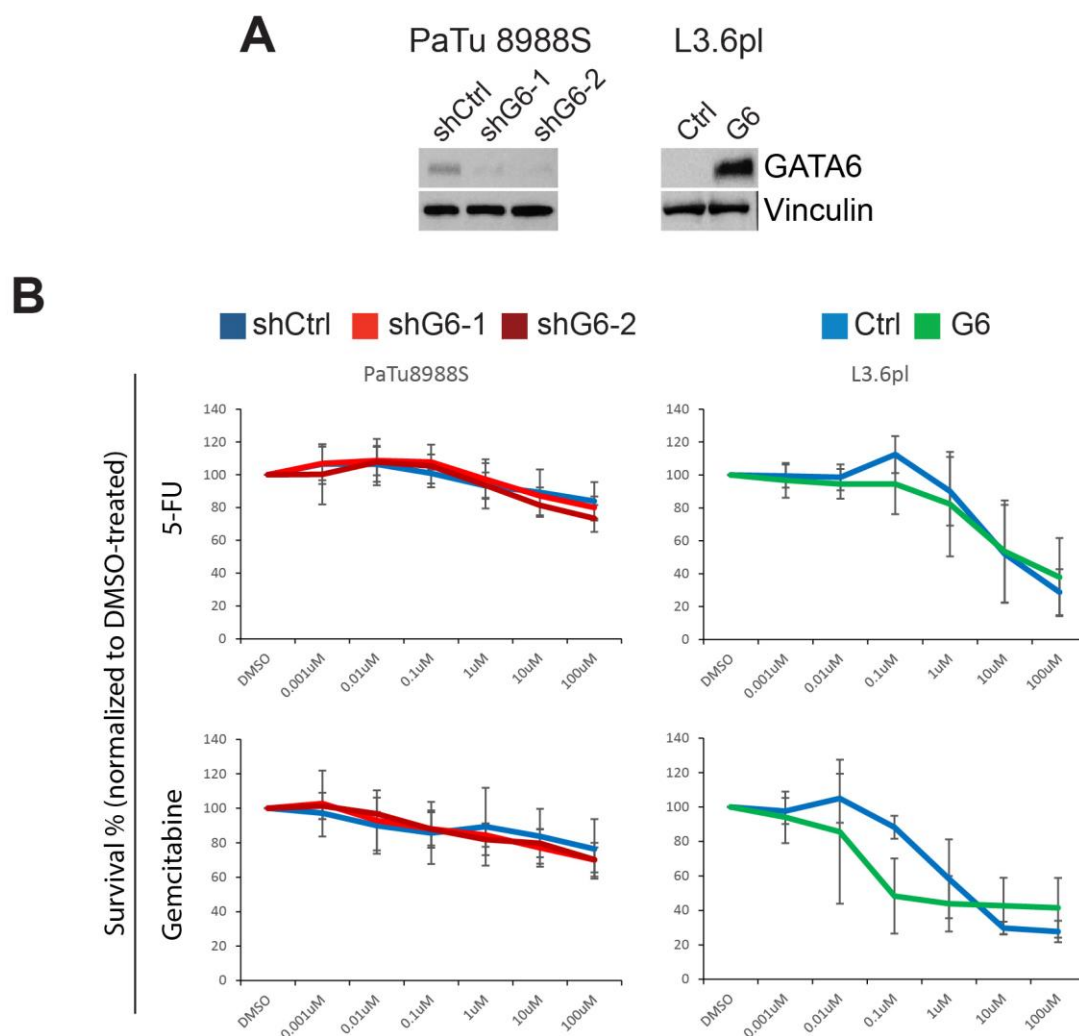 A
PaTu 8988S L3.6pl
shCtrl shG6-1 shG6-2 Ctrl G6
GATA6
Vinculin
B
shCtrl shG6-1 shG6-2 Ctrl G6
PaTu8988S L3.6pl
Survival % (normalized to DMSO-treated)
5-FU
140 120 100 80 60 40 20 0
DMSO 0.001uM 0.01uM 0.1uM 1uM 10uM 100uM
140 120 100 80 60 40 20 0
DMSO 0.001uM 0.01uM 0.1uM 1uM 10uM 100uM
Gemcitabine
140 120 100 80 60 40 20 0
DMSO 0.001uM 0.01uM 0.1uM 1uM 10uM 100uM
140 120 100 80 60 40 20 0
DMSO 0.001uM 0.01uM 0.1uM 1uM 10uM 100uM